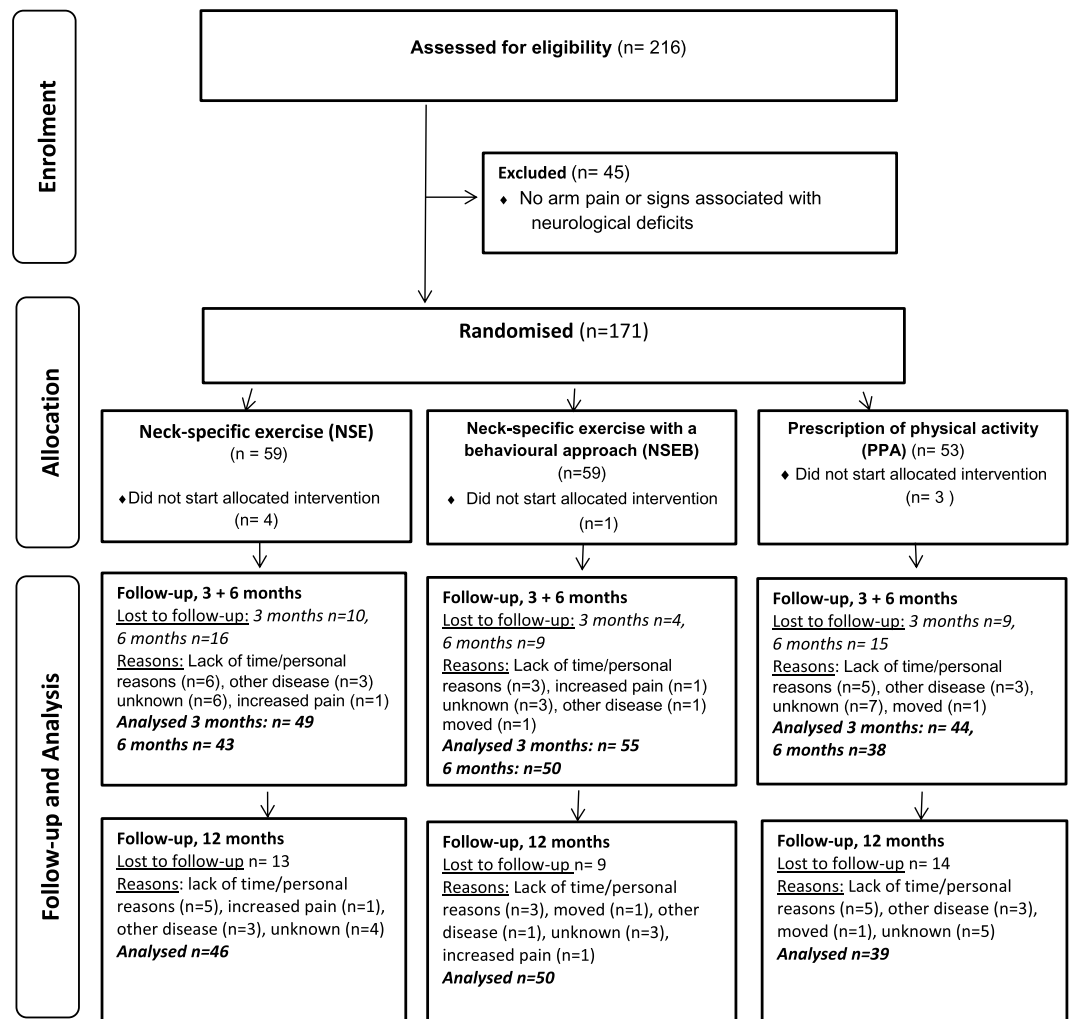 Enrolment
Assessed for eligibility (n= 216)
Excluded (n= 45)
♦ No arm pain or signs associated with
neurological deficits
Allocation
Randomised (n=171)
Neck-specific exercise (NSE)
(n = 59)
♦Did not start allocated intervention
(n= 4)
Neck-specific exercise with a
behavioural approach (NSEB)
(n=59)
♦ Did not start allocated intervention
(n=1)
Prescription of physical activity
(PPA) (n= 53)
♦ Did not start allocated intervention
(n= 3 )
Follow-up and Analysis
Follow-up, 3 + 6 months
Lost to follow-up: 3 months n=10,
6 months n=16
Reasons: Lack of time/personal
reasons (n=6), other disease (n=3)
unknown (n=6), increased pain (n=1)
Analysed 3 months: n= 49
6 months n= 43
Follow-up, 3 + 6 months
Lost to follow-up: 3 months n=4,
6 months n=9
Reasons: Lack of time/personal
reasons (n=3), increased pain (n=1)
unknown (n=3), other disease (n=1)
moved (n=1)
Analysed 3 months: n= 55
6 months: n=50
Follow-up, 3 + 6 months
Lost to follow-up: 3 months n=9,
6 months n= 15
Reasons: Lack of time/personal
reasons (n=5), other disease (n=3),
unknown (n=7), moved (n=1)
Analysed 3 months: n= 44,
6 months n=38
Follow-up, 12 months
Lost to follow-up n= 13
Reasons: lack of time/personal
reasons (n=5), increased pain (n=1),
other disease (n=3), unknown (n=4)
Analysed n=46
Follow-up, 12 months
Lost to follow-up n= 9
Reasons: Lack of time/personal
reasons (n=3), moved (n=1), other
disease (n=1), unknown (n=3),
increased pain (n=1)
Analysed n=50
Follow-up, 12 months
Lost to follow-up n= 14
Reasons: Lack of time/personal
reasons (n=5), other disease (n=3),
moved (n=1), unknown (n=5)
Analysed n=39